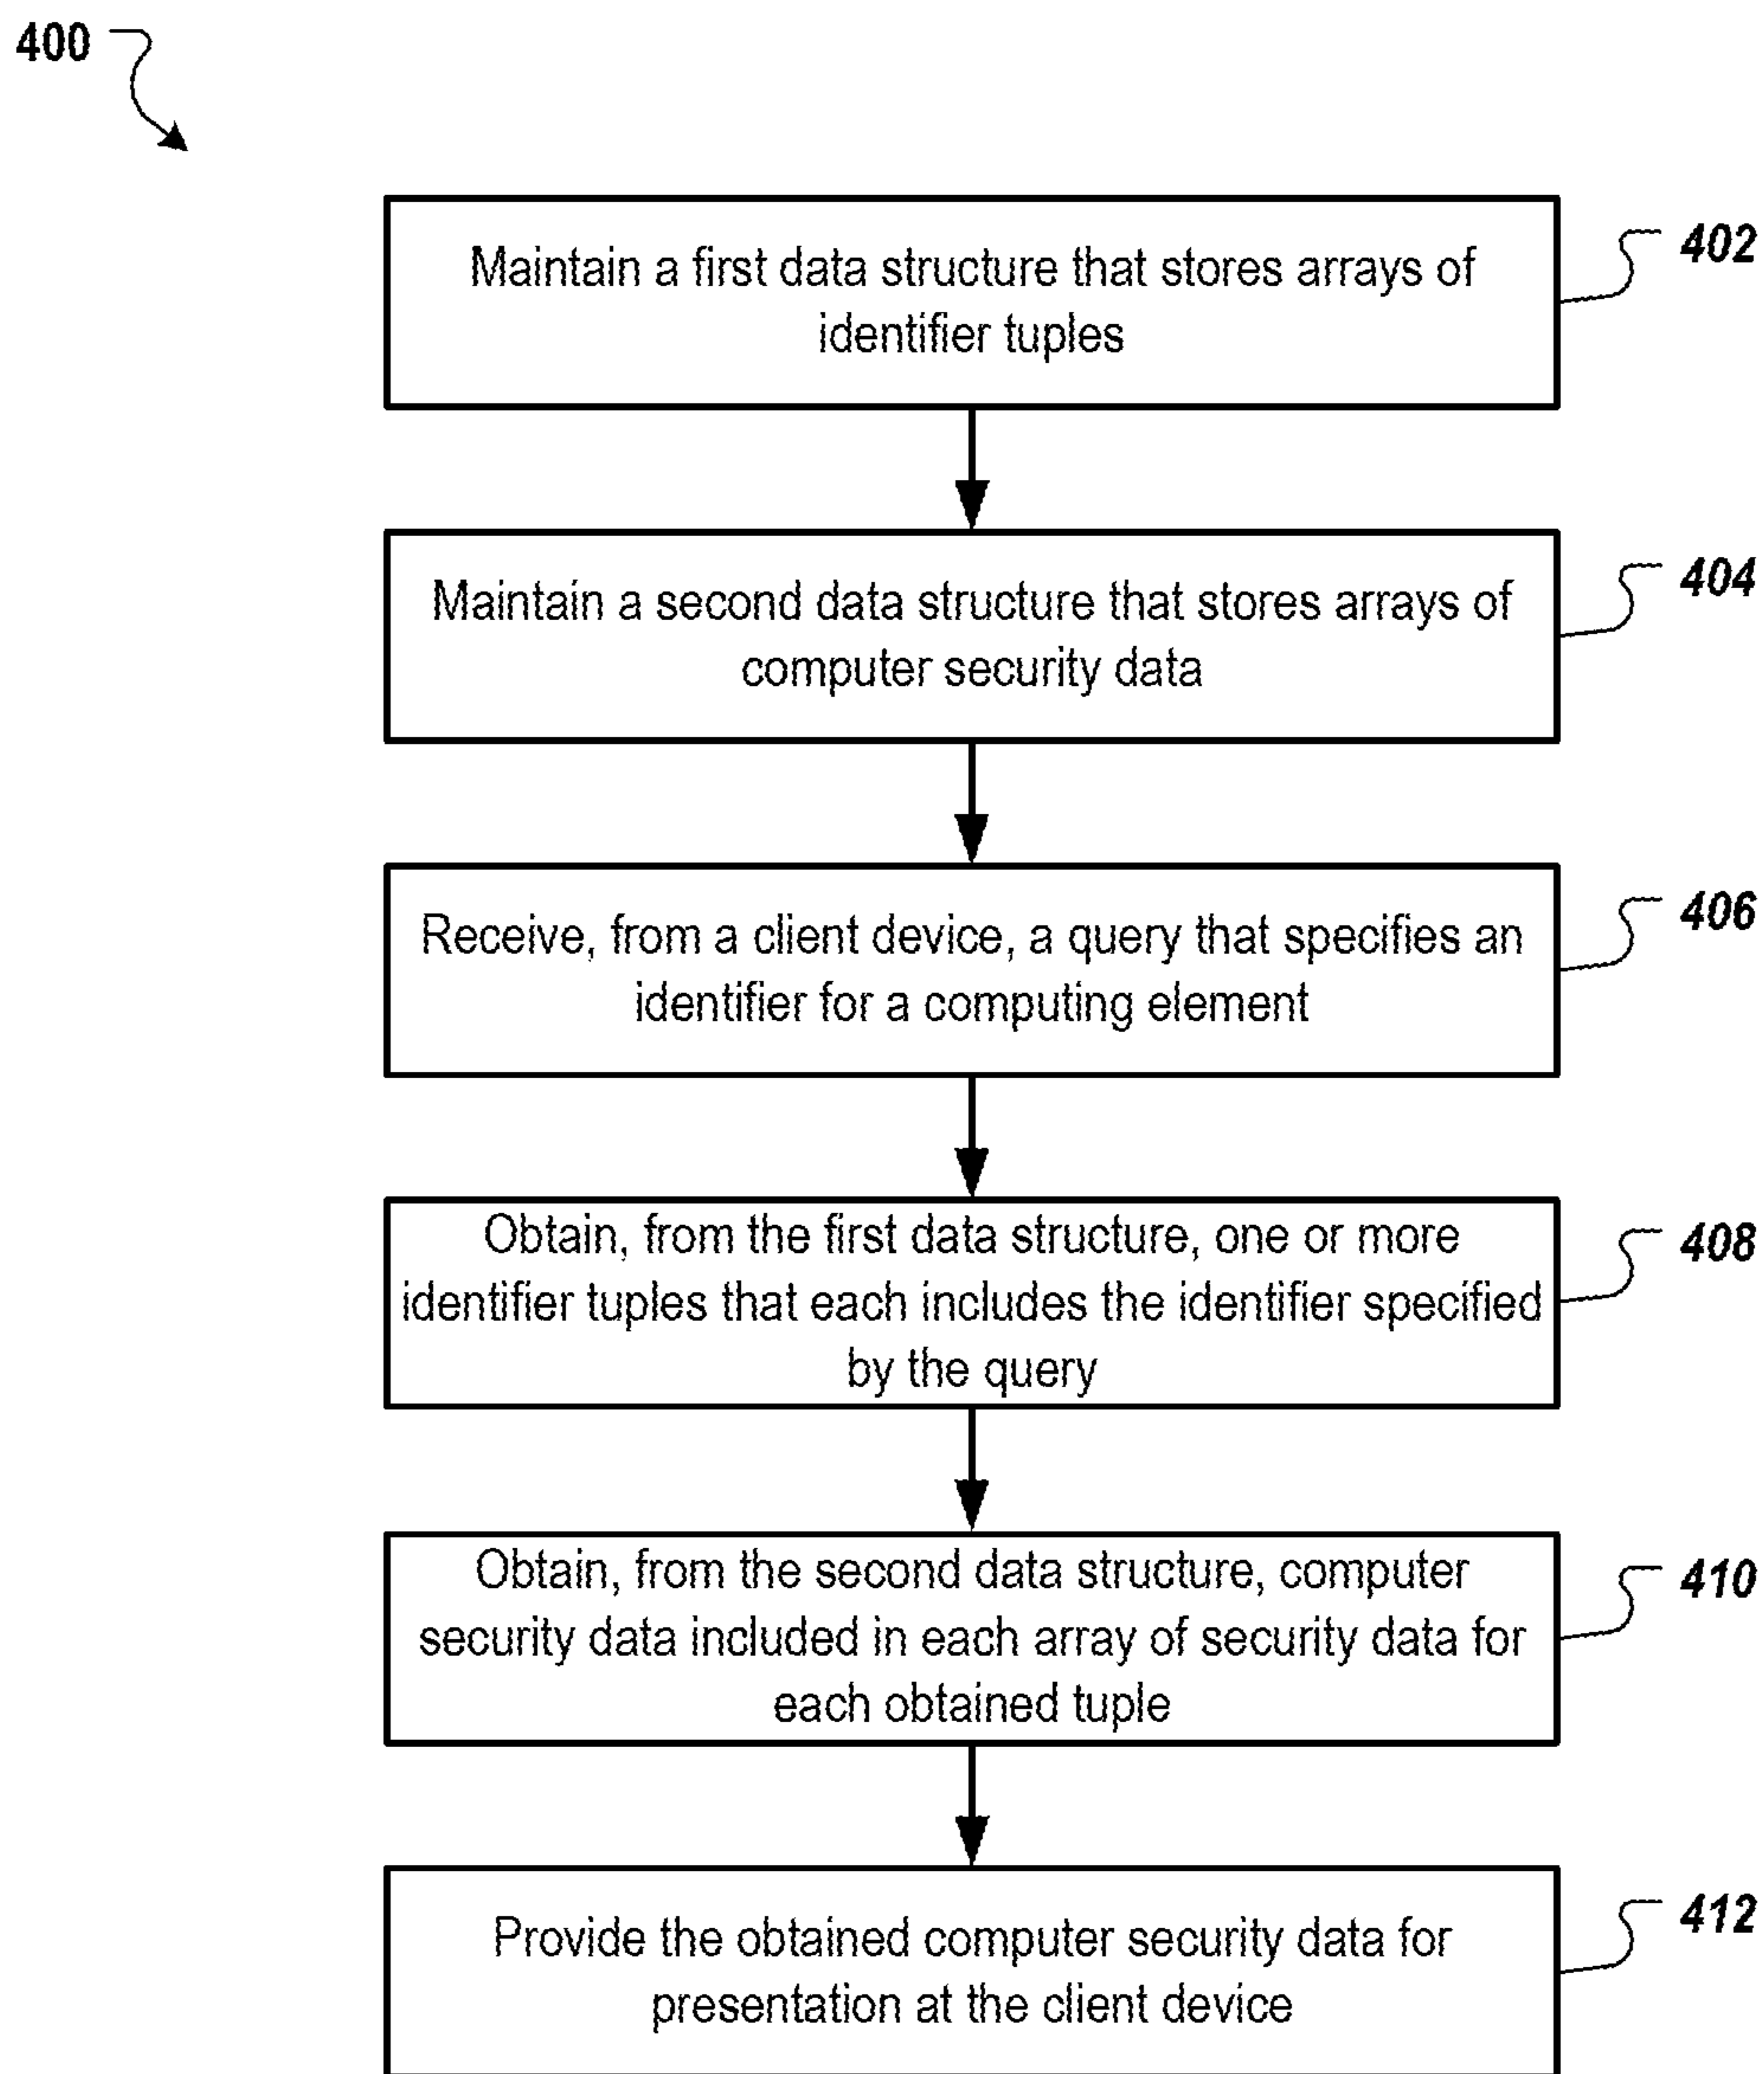 400
Maintain a first data structure that stores arrays of
identifier tuples
402
Maintain a second data structure that stores arrays of
computer security data
404
Receive, from a client device, a query that specifies an
identifier for a computing element
406
Obtain, from the first data structure, one or more
identifier tuples that each includes the identifier specified
by the query
408
Obtain, from the second data structure, computer
security data included in each array of security data for
each obtained tuple
410
Provide the obtained computer security data for
presentation at the client device
412